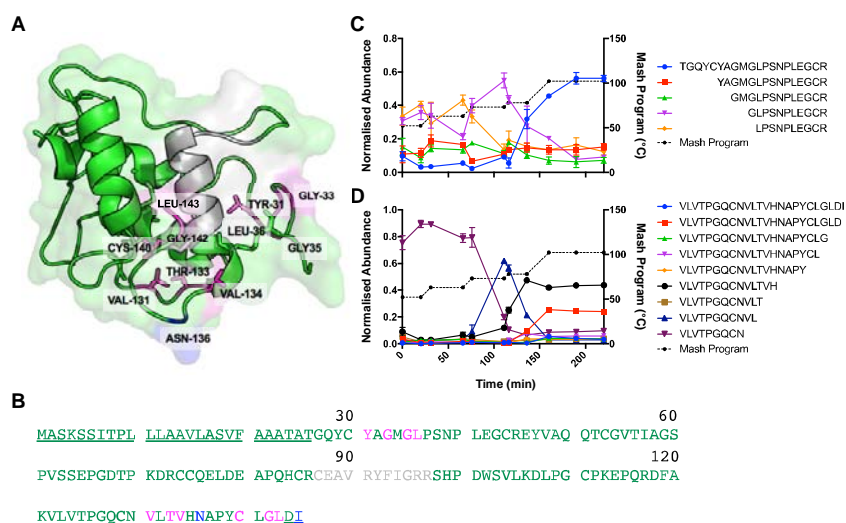 A
LEU-143
TYR-31
GLY-33
CYS-140
GLY-142
LEU-36
GLY35
THR-133
VAL-131
VAL-134
ASN-136
C
Normalised Abundance
0.8
0.6
0.4
0.2
0.0
150
100
50
0
Mash Program (°C)
TGQYCYAGMGLPSNPLEGCR
YAGMGLPSNPLEGCR
GMGLPSNPLEGCR
GLPSNPLEGCR
LPSNPLEGCR
Mash Program
D
Normalised Abundance
1.0
0.8
0.6
0.4
0.2
0.0
150
100
50
0
Mash Program (°C)
0
50
100
150
200
Time (min)
VLVTPGQCNVLTVHNAPYCLGLDI
VLVTPGQCNVLTVHNAPYCLGLD
VLVTPGQCNVLTVHNAPYCLG
VLVTPGQCNVLTVHNAPYCL
VLVTPGQCNVLTVHNAPY
VLVTPGQCNVLTVH
VLVTPGQCNVLT
VLVTPGQCNVL
VLVTPGQCN
Mash Program
B
30 60
MASKSSITPL LLAAVLASVF AAATATGQYC YAGMGLPSNP LEGCREYVAQ QTCGVTIAGS
90 120
PVSSEPGDTP KDRCCQELDE APQHCRCEAV RYFIGRRSHP DWSVLKDLPG CPKEPQRDFA
KVLVTPGQCN VLTVHNAPYC LGLDI